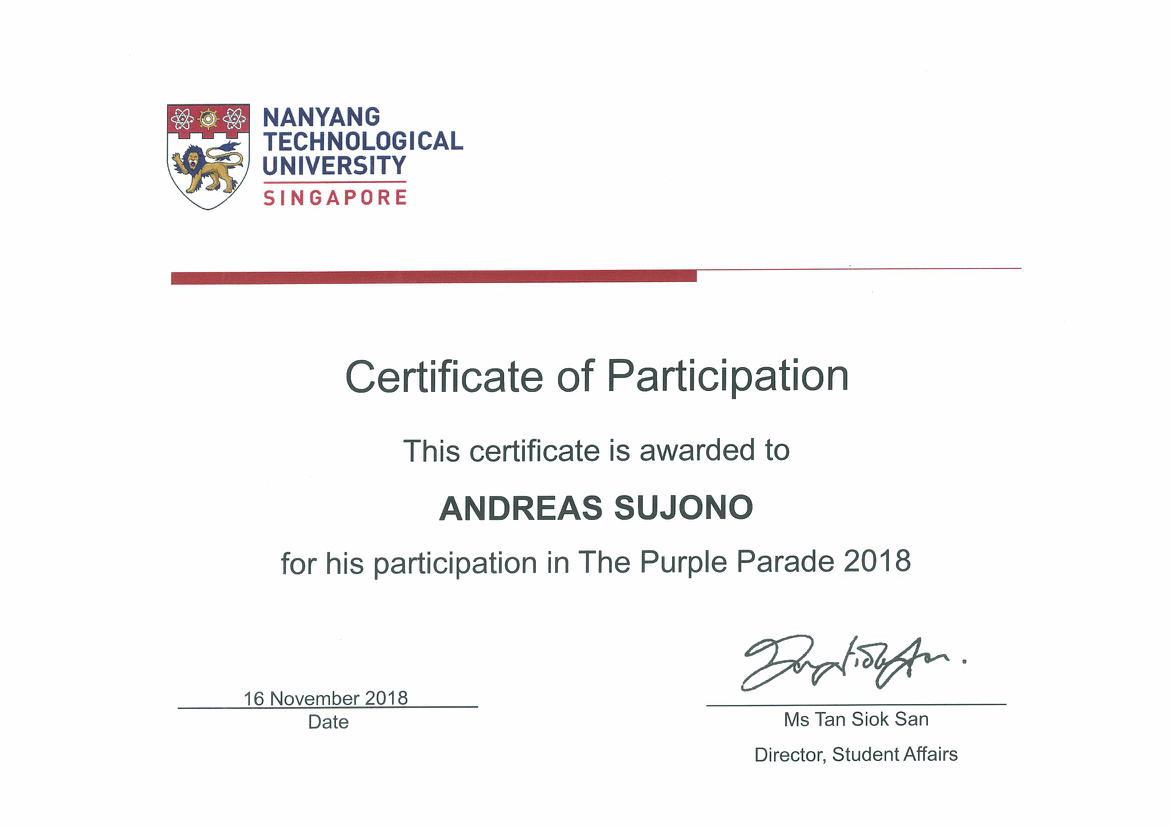 NANYANG
TECHNOLOGICAL
UNIVERSITY
SINGAPORE
Certificate of Participation
This certificate is awarded to
ANDREAS SUJONO
for his participation in The Purple Parade 2018
16 November 2018
Date
Ms Tan Siok San
Director, Student Affairs